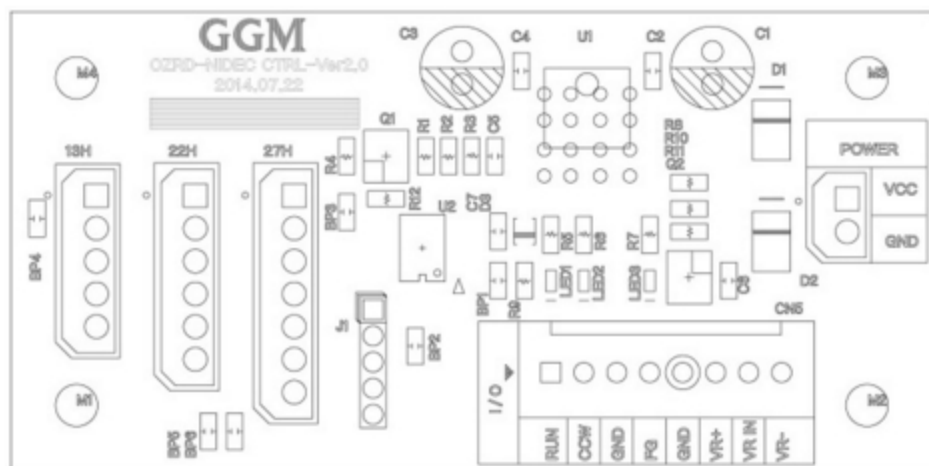 GGM
OZRD-NIDEC CTRL-Ver2.0
2014.07.22
M4
C3
C4
U1
C2
C1
D1
M3
13H
22H
27H
Q1
R4
R1
R2
R3
C5
R8
R10
R11
Q2
POWER
VCC
GND
BP3
R12
U2
C7
D3
R5
R6
R7
BP4
BP1
R9
LED1
LED2
LED3
D2
CN5
J1
BP2
I/O
M1
BP5
BP6
RUN
CCW
GND
FG
GND
VR+
VR IN
VR-
M2